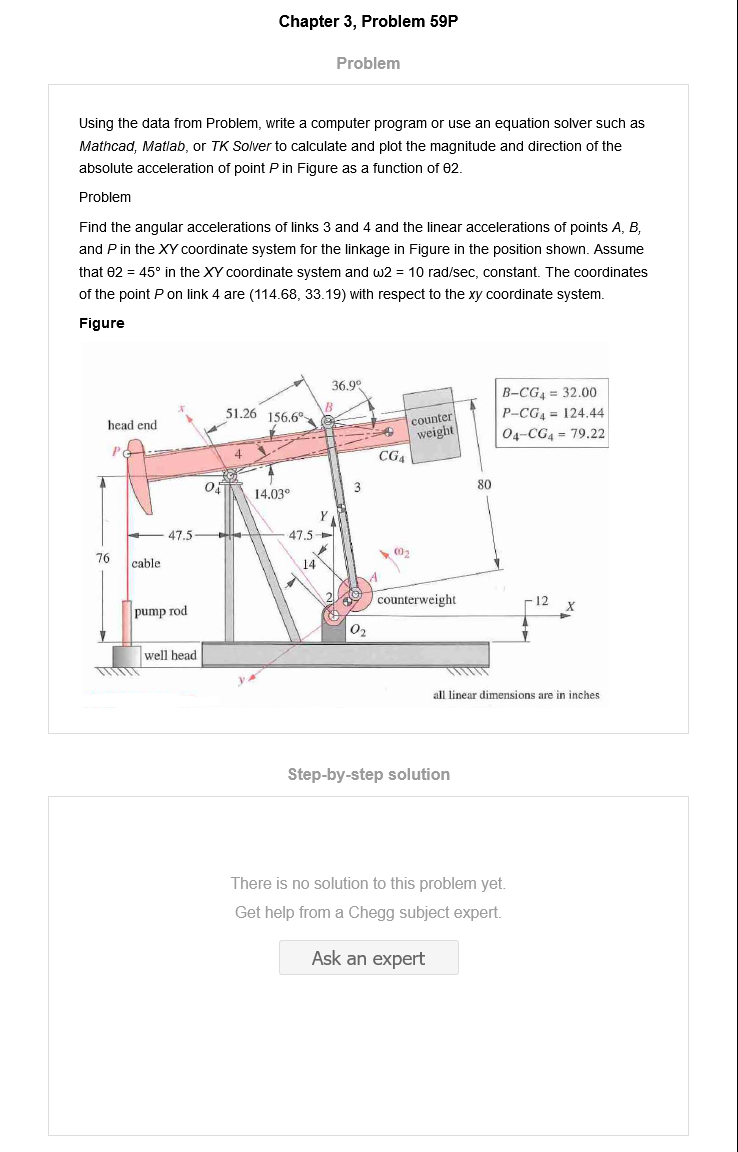 Chapter 3, Problem 59P
Problem
Using the data from Problem, write a computer program or use an equation solver such as
Mathcad, Matlab, or TK Solver to calculate and plot the magnitude and direction of the
absolute acceleration of point P in Figure as a function of θ2.
Problem
Find the angular accelerations of links 3 and 4 and the linear accelerations of points A, B,
and P in the XY coordinate system for the linkage in Figure in the position shown. Assume
that θ2 = 45° in the XY coordinate system and ω2 = 10 rad/sec, constant. The coordinates
of the point P on link 4 are (114.68, 33.19) with respect to the xy coordinate system.
Figure
36.9°
B–CG4 = 32.00
P–CG4 = 124.44
O4–CG4 = 79.22
x
51.26
156.6°
B
counter
weight
head end
P
4
CG4
O4
14.03°
3
80
Y
47.5
47.5
76
cable
14
ω2
A
2
counterweight
12
X
pump rod
O2
well head
y
all linear dimensions are in inches
Step-by-step solution
There is no solution to this problem yet.
Get help from a Chegg subject expert.
Ask an expert